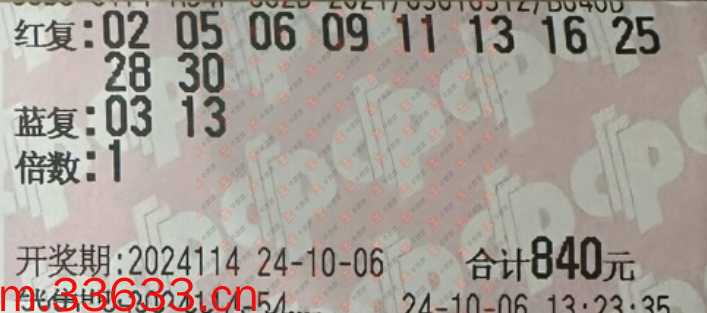 红复:02 05 06 09 11 13 16 25
28 30
蓝复:03 13
倍数:1
开奖期:2024114 24-10-06 合计840元
m.33633.cn
24-10-06 13:23:35